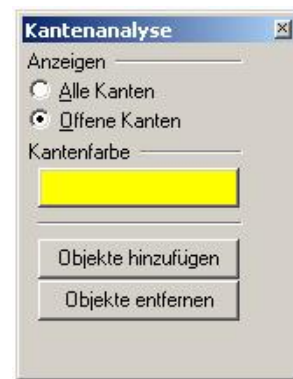 Kantenanalyse
Anzeigen
Alle Kanten
Offene Kanten
Kantenfarbe
Objekte hinzufügen
Objekte entfernen